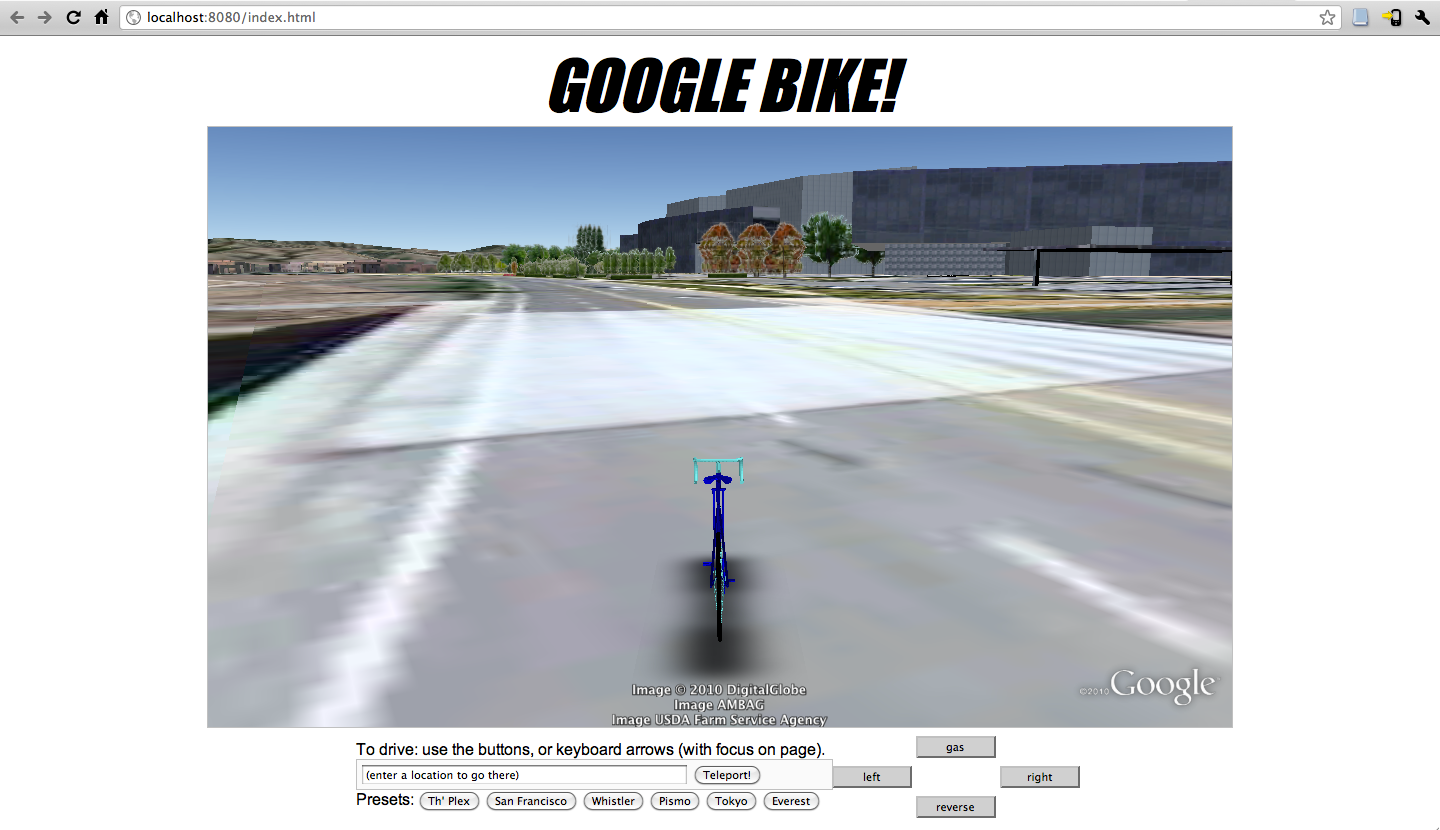 localhost:8080/index.html
GOOGLE BIKE!
Image © 2010 DigitalGlobe
Image AMBAG
Image USDA Farm Service Agency
©2010 Google
To drive: use the buttons, or keyboard arrows (with focus on page).
(enter a location to go there) Teleport!
Presets: Th' Plex San Francisco Whistler Pismo Tokyo Everest
gas
left right
reverse